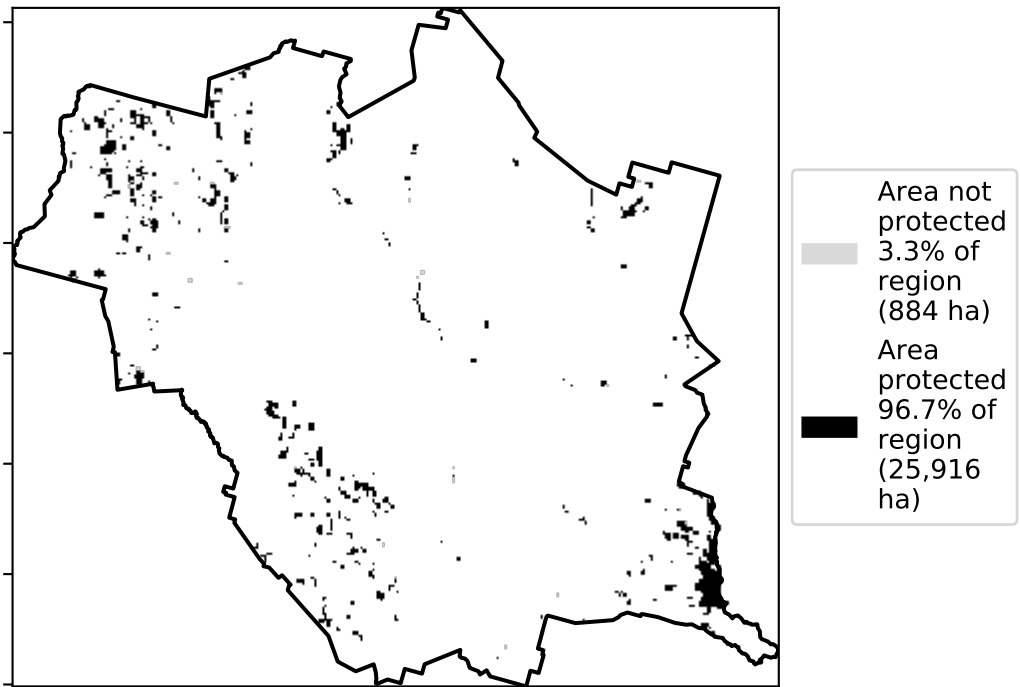 Area not
protected
3.3% of
region
(884 ha)
Area
protected
96.7% of
region
(25,916
ha)